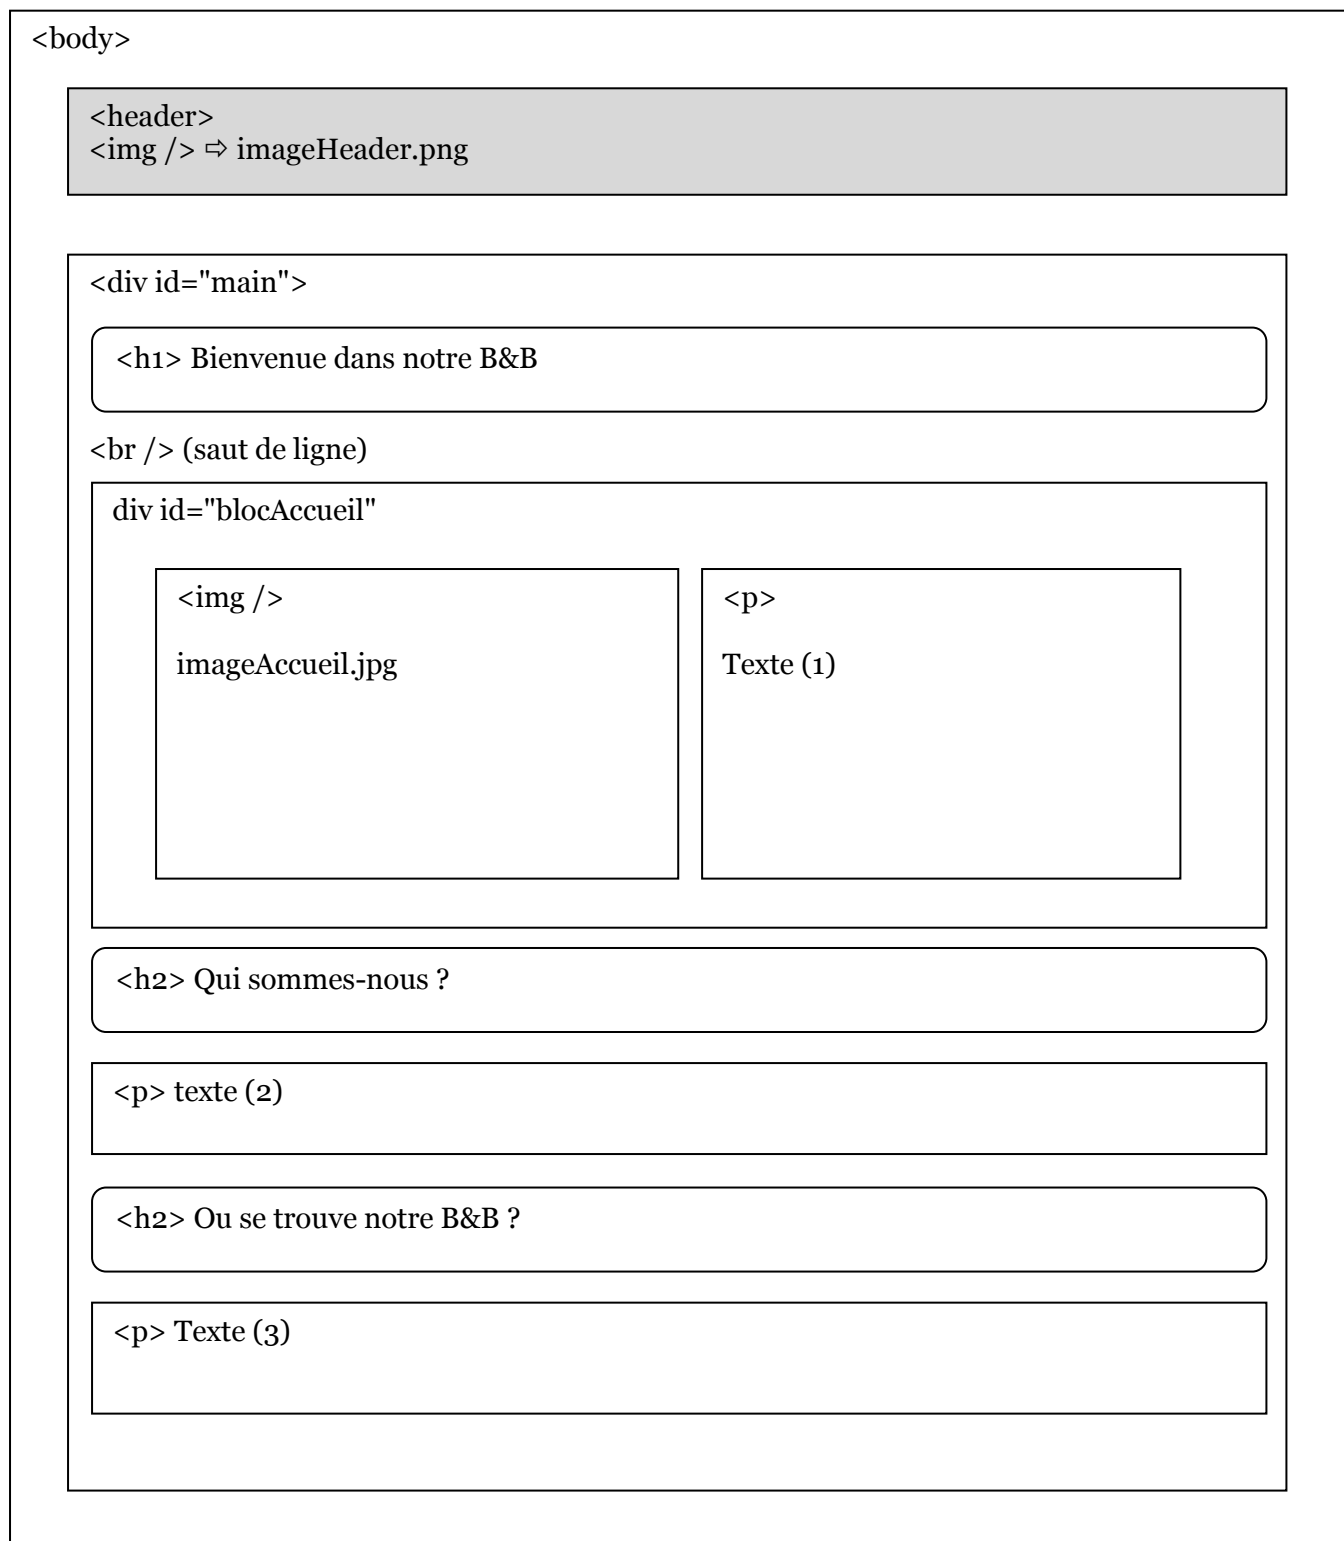 <body>
<header>
<img /> ⇨ imageHeader.png
<div id="main">
<h1> Bienvenue dans notre B&B
<br /> (saut de ligne)
div id="blocAccueil"
<img />
imageAccueil.jpg
<p>
Texte (1)
<h2> Qui sommes-nous ?
<p> texte (2)
<h2> Ou se trouve notre B&B ?
<p> Texte (3)